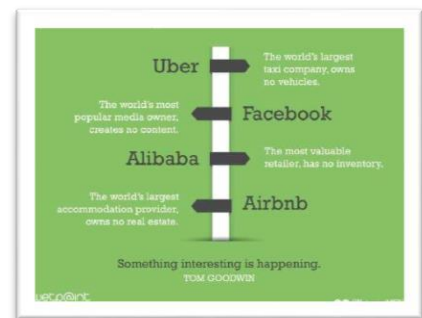 Uber
The world's largest
taxi company, owns
no vehicles.
The world's most
popular media owner,
creates no content.
Facebook
Alibaba
The most valuable
retailer, has no inventory.
The world's largest
accommodation provider,
owns no real estate.
Airbnb
Something interesting is happening.
TOM GOODWIN